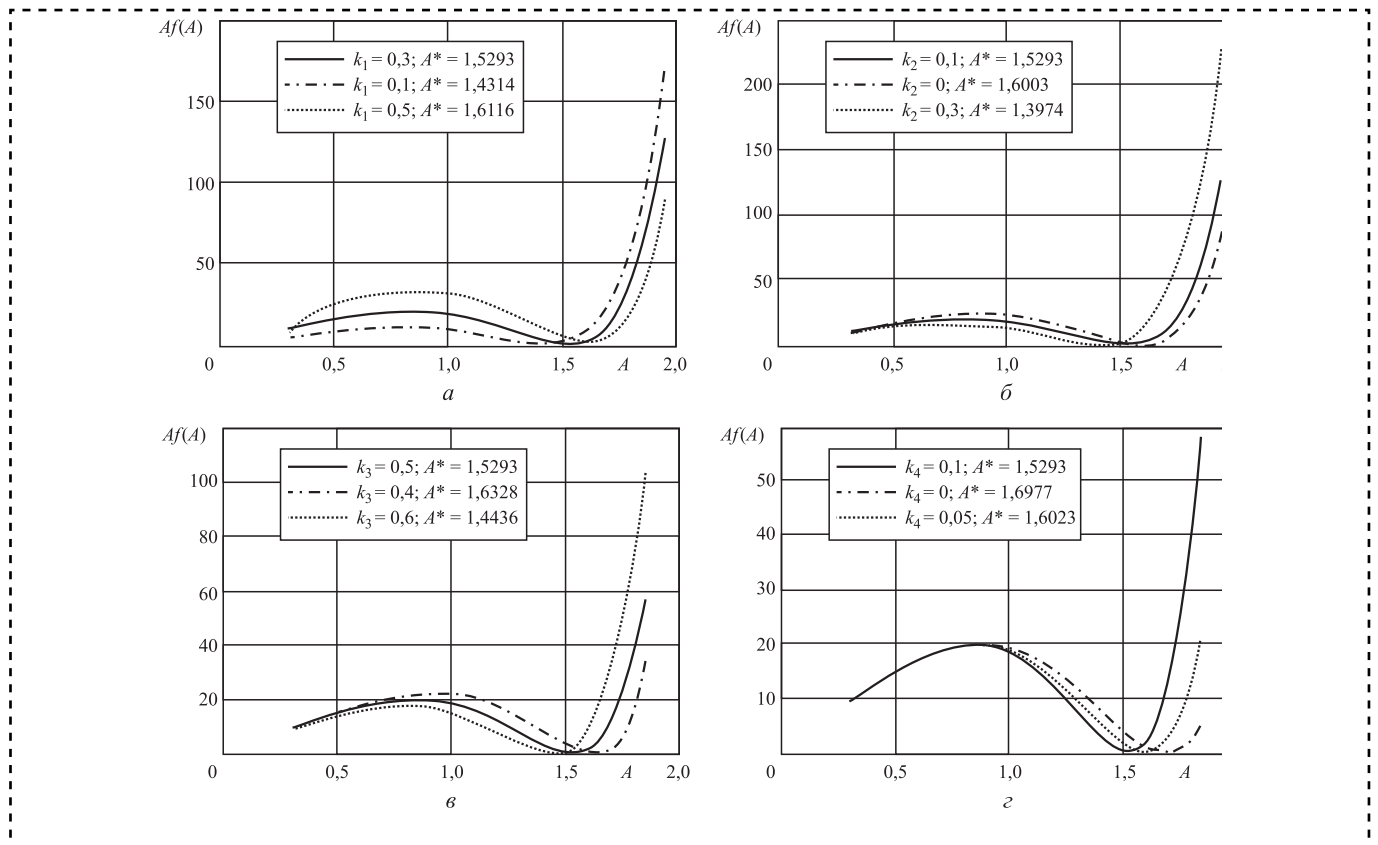 Af(A)
k1 = 0,3; A* = 1,5293
k1 = 0,1; A* = 1,4314
k1 = 0,5; A* = 1,6116
150
100
50
0 0,5 1,0 1,5 A 2,0
а
Af(A)
k2 = 0,1; A* = 1,5293
k2 = 0; A* = 1,6003
k2 = 0,3; A* = 1,3974
200
150
100
50
0 0,5 1,0 1,5 A
б
Af(A)
k3 = 0,5; A* = 1,5293
k3 = 0,4; A* = 1,6328
k3 = 0,6; A* = 1,4436
100
80
60
40
20
0 0,5 1,0 1,5 A 2,0
в
Af(A)
k4 = 0,1; A* = 1,5293
k4 = 0; A* = 1,6977
k4 = 0,05; A* = 1,6023
50
40
30
20
10
0 0,5 1,0 1,5 A
г